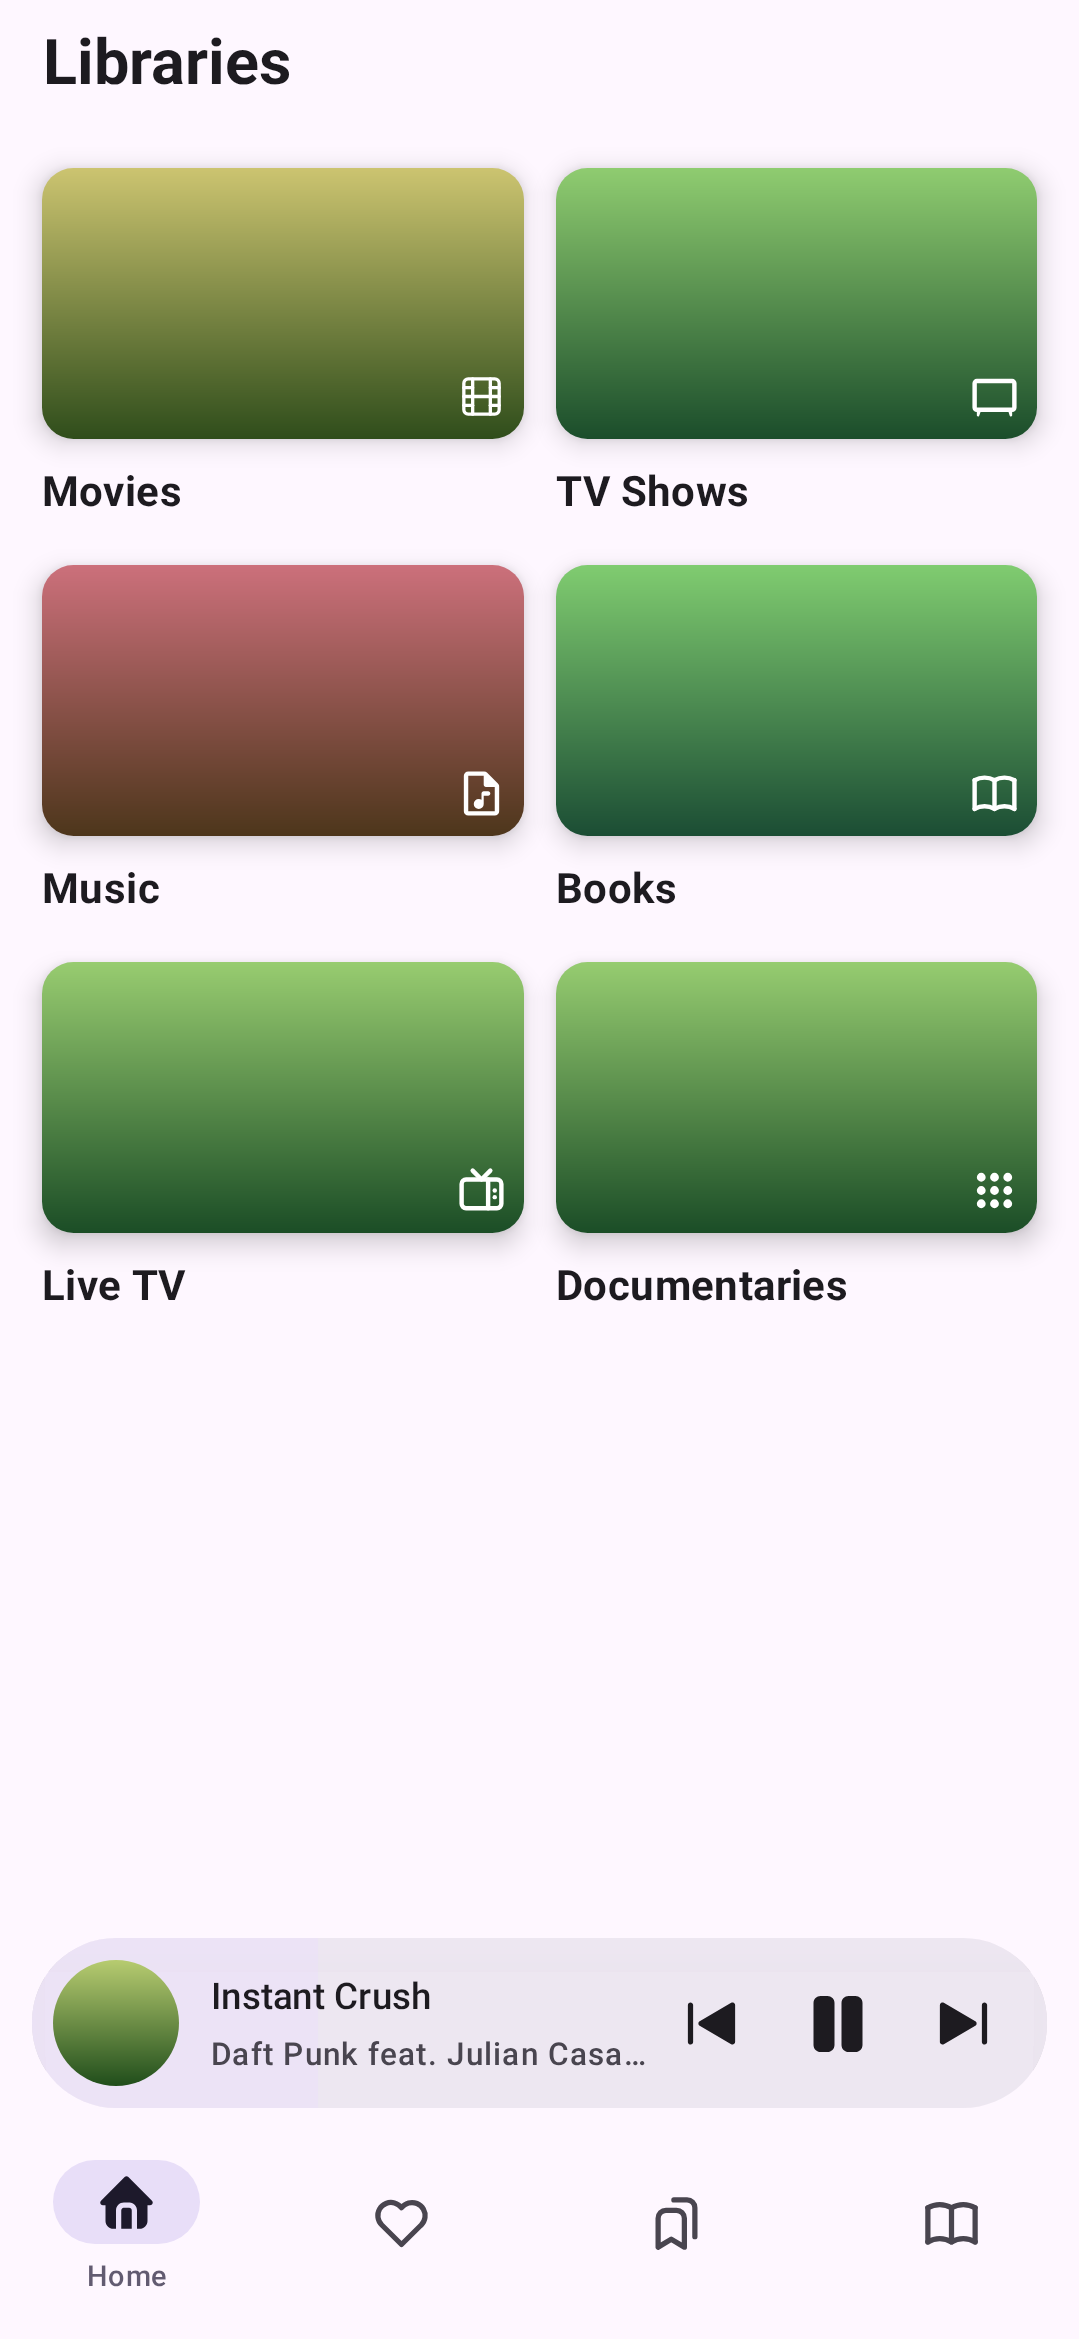 Libraries
Movies
TV Shows
Music
Books
Live TV
Documentaries
Instant Crush
Daft Punk feat. Julian Casa...
Home